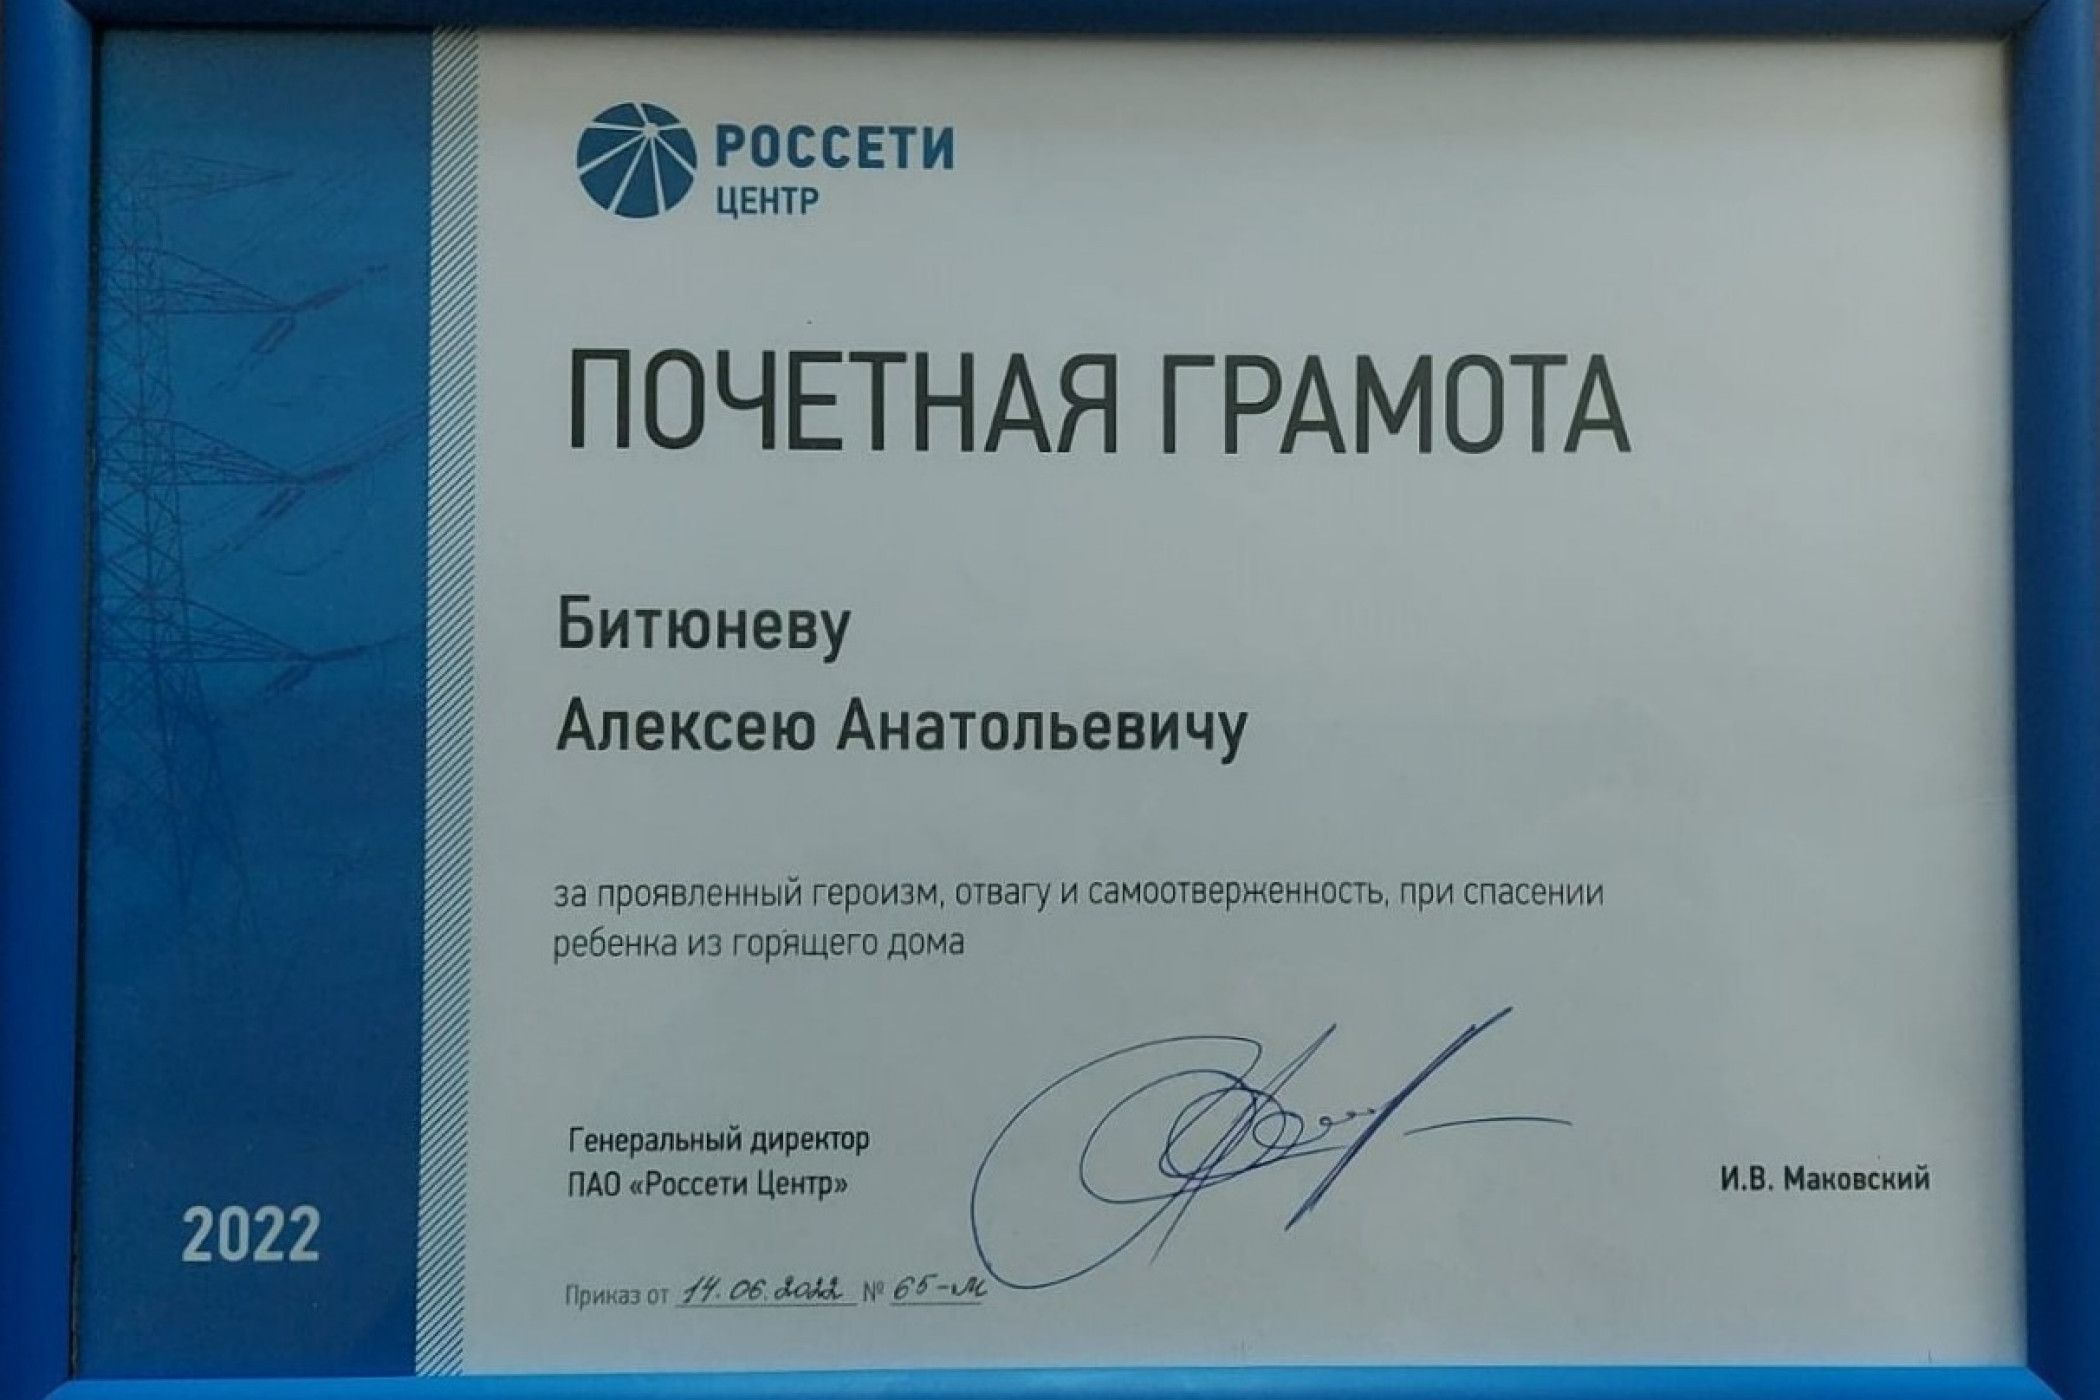 РОССЕТИ
ЦЕНТР
ПОЧЕТНАЯ ГРАМОТА
Битюневу
Алексею Анатольевичу
за проявленный героизм, отвагу и самоотверженность, при спасении
ребенка из горящего дома
Генеральный директор
ПАО «Россети Центр»
И.В. Маковский
2022
Приказ от 14.06.2022 № 65-м